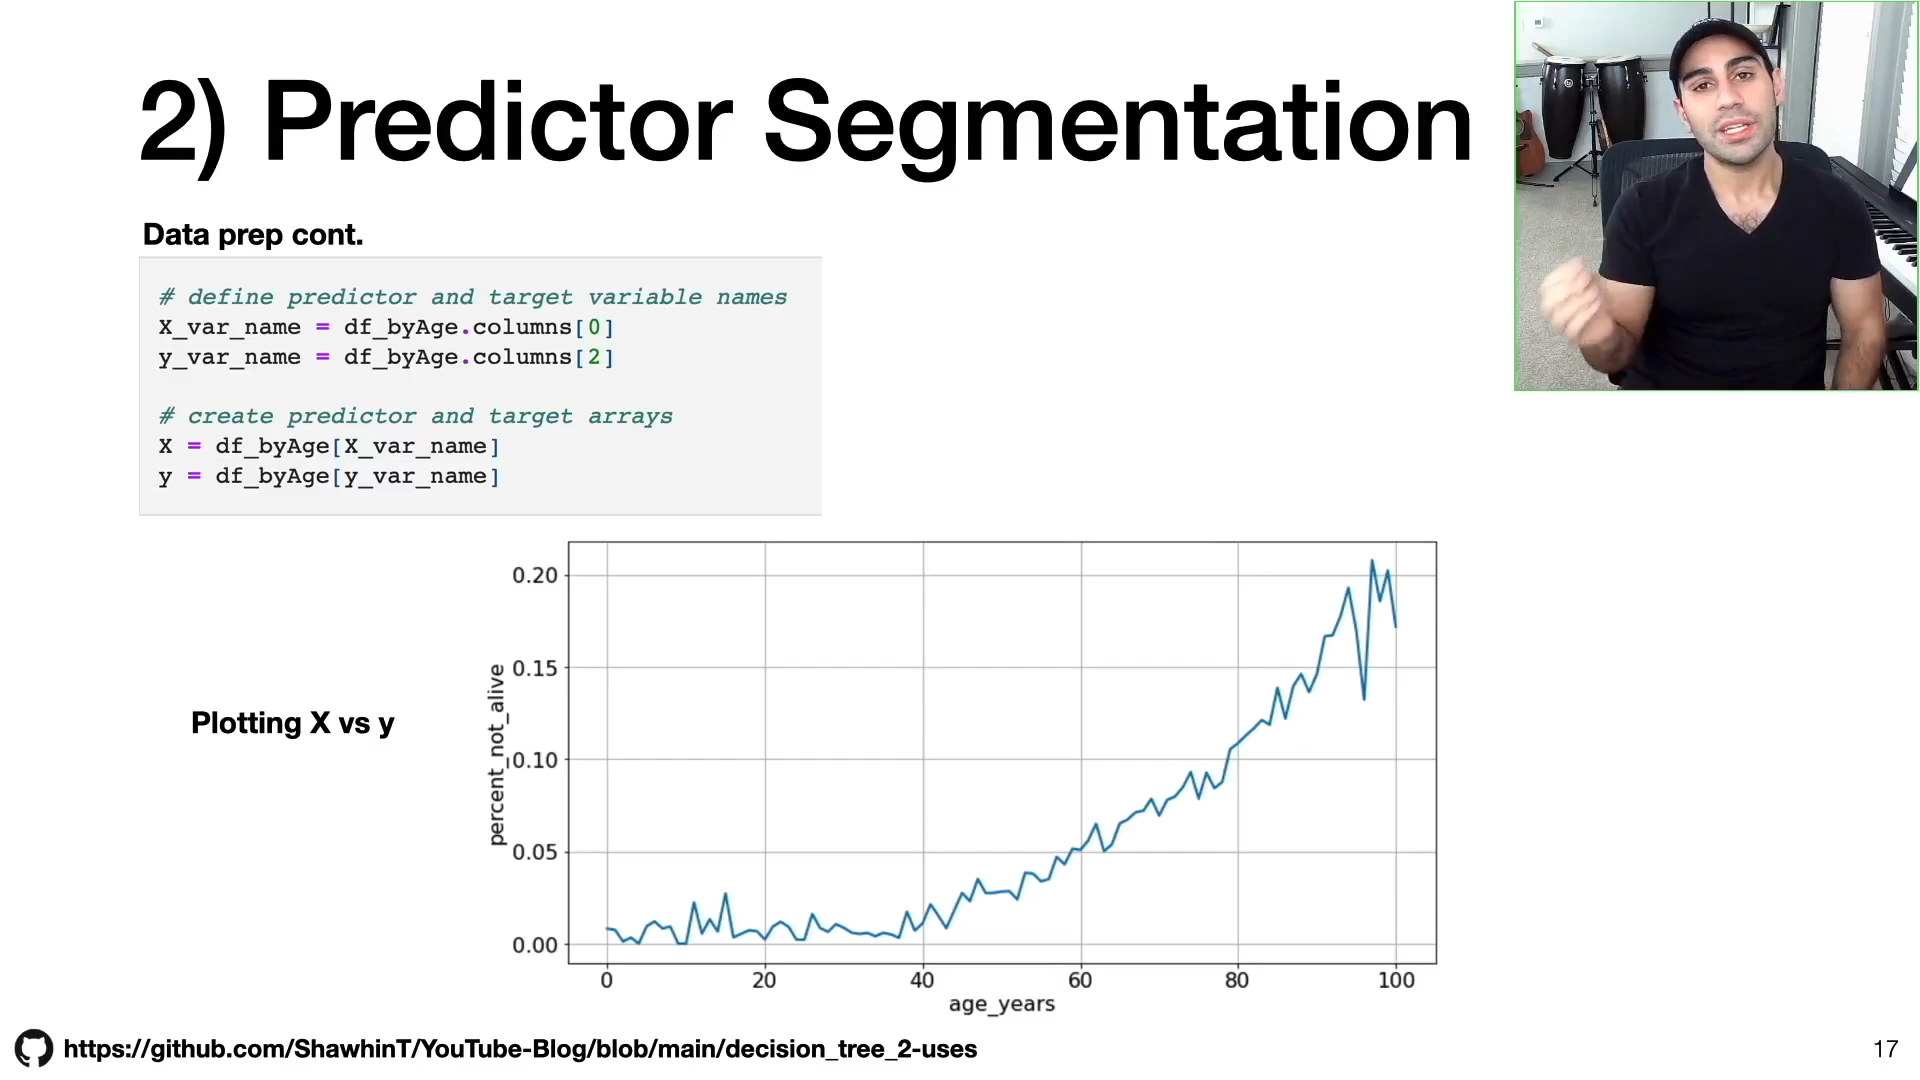 2) Predictor Segmentation
Data prep cont.
# define predictor and target variable names
X_var_name = df_byAge.columns[0]
y_var_name = df_byAge.columns[2]
# create predictor and target arrays
X = df_byAge[X_var_name]
y = df_byAge[y_var_name]
Plotting X vs y
percent_not_alive
0.20
0.15
0.10
0.05
0.00
0 20 40 60 80 100
age_years
https://github.com/ShawhinT/YouTube-Blog/blob/main/decision_tree_2-uses
17